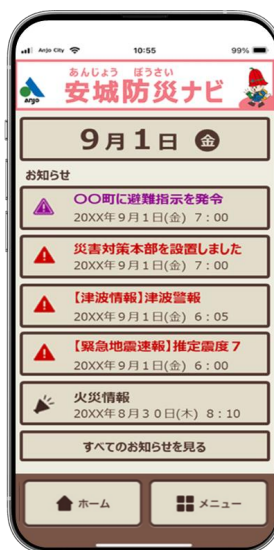 Anjo City
10:55
99%
あんじょう ぼうさい
Anjo
安城防災ナビ
9月1日 金
お知らせ
〇〇町に避難指示を発令
20XX年9月1日(金) 7:00
災害対策本部を設置しました
20XX年9月1日(金) 7:00
【津波情報】津波警報
20XX年9月1日(金) 6:05
【緊急地震速報】推定震度7
20XX年9月1日(金) 6:00
火災情報
20XX年8月30日(木) 8:10
すべてのお知らせを見る
ホーム
メニュー